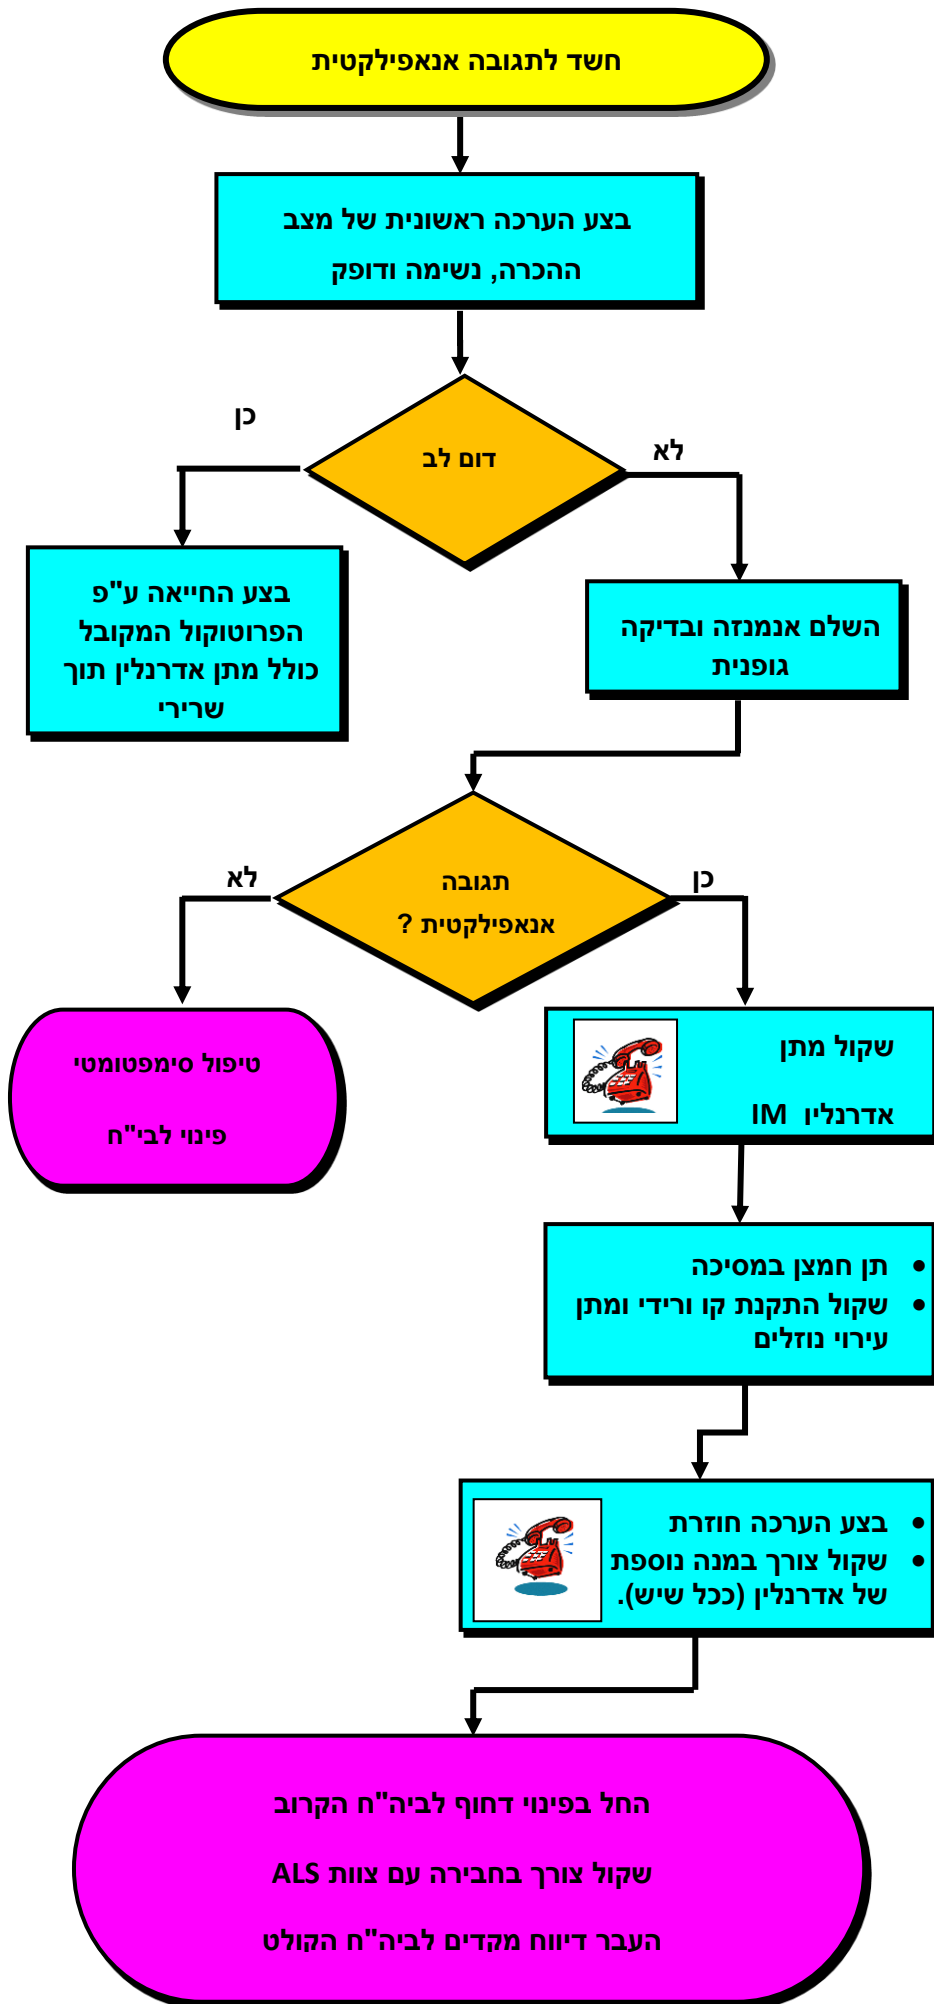 חשד לתגובה אנאפילקטית
בצע הערכה ראשונית של מצב
ההכרה, נשימה ודופק
דום לב
כן
לא
בצע החייאה ע"פ
הפרוטוקול המקובל
כולל מתן אדרנלין תוך
שרירי
השלם אנמנזה ובדיקה
גופנית
תגובה
אנאפילקטית ?
כן
לא
טיפול סימפטומטי
פינוי לבי"ח
שקול מתן
אדרנלין IM
• תן חמצן במסיכה
• שקול התקנת קו ורידי ומתן
עירוי נוזלים
• בצע הערכה חוזרת
• שקול צורך במנה נוספת
של אדרנלין (ככל שיש).
החל בפינוי דחוף לביה"ח הקרוב
שקול צורך בחבירה עם צוות ALS
העבר דיווח מקדים לביה"ח הקולט